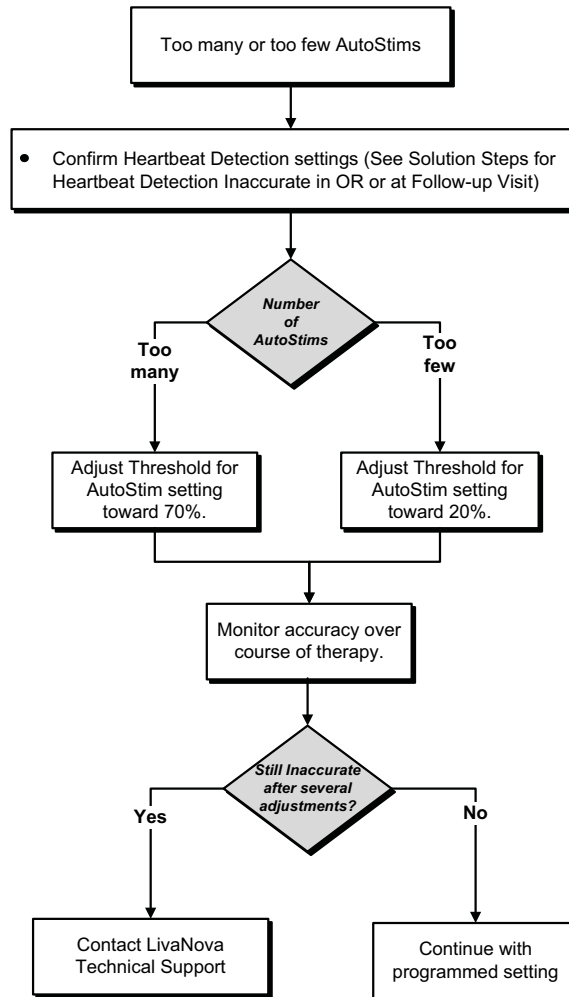 Too many or too few AutoStims
• Confirm Heartbeat Detection settings (See Solution Steps for
Heartbeat Detection Inaccurate in OR or at Follow-up Visit)
Number
of
AutoStims
Too
many
Too
few
Adjust Threshold for
AutoStim setting
toward 70%.
Adjust Threshold for
AutoStim setting
toward 20%.
Monitor accuracy over
course of therapy.
Still Inaccurate
after several
adjustments?
Yes
No
Contact LivaNova
Technical Support
Continue with
programmed setting